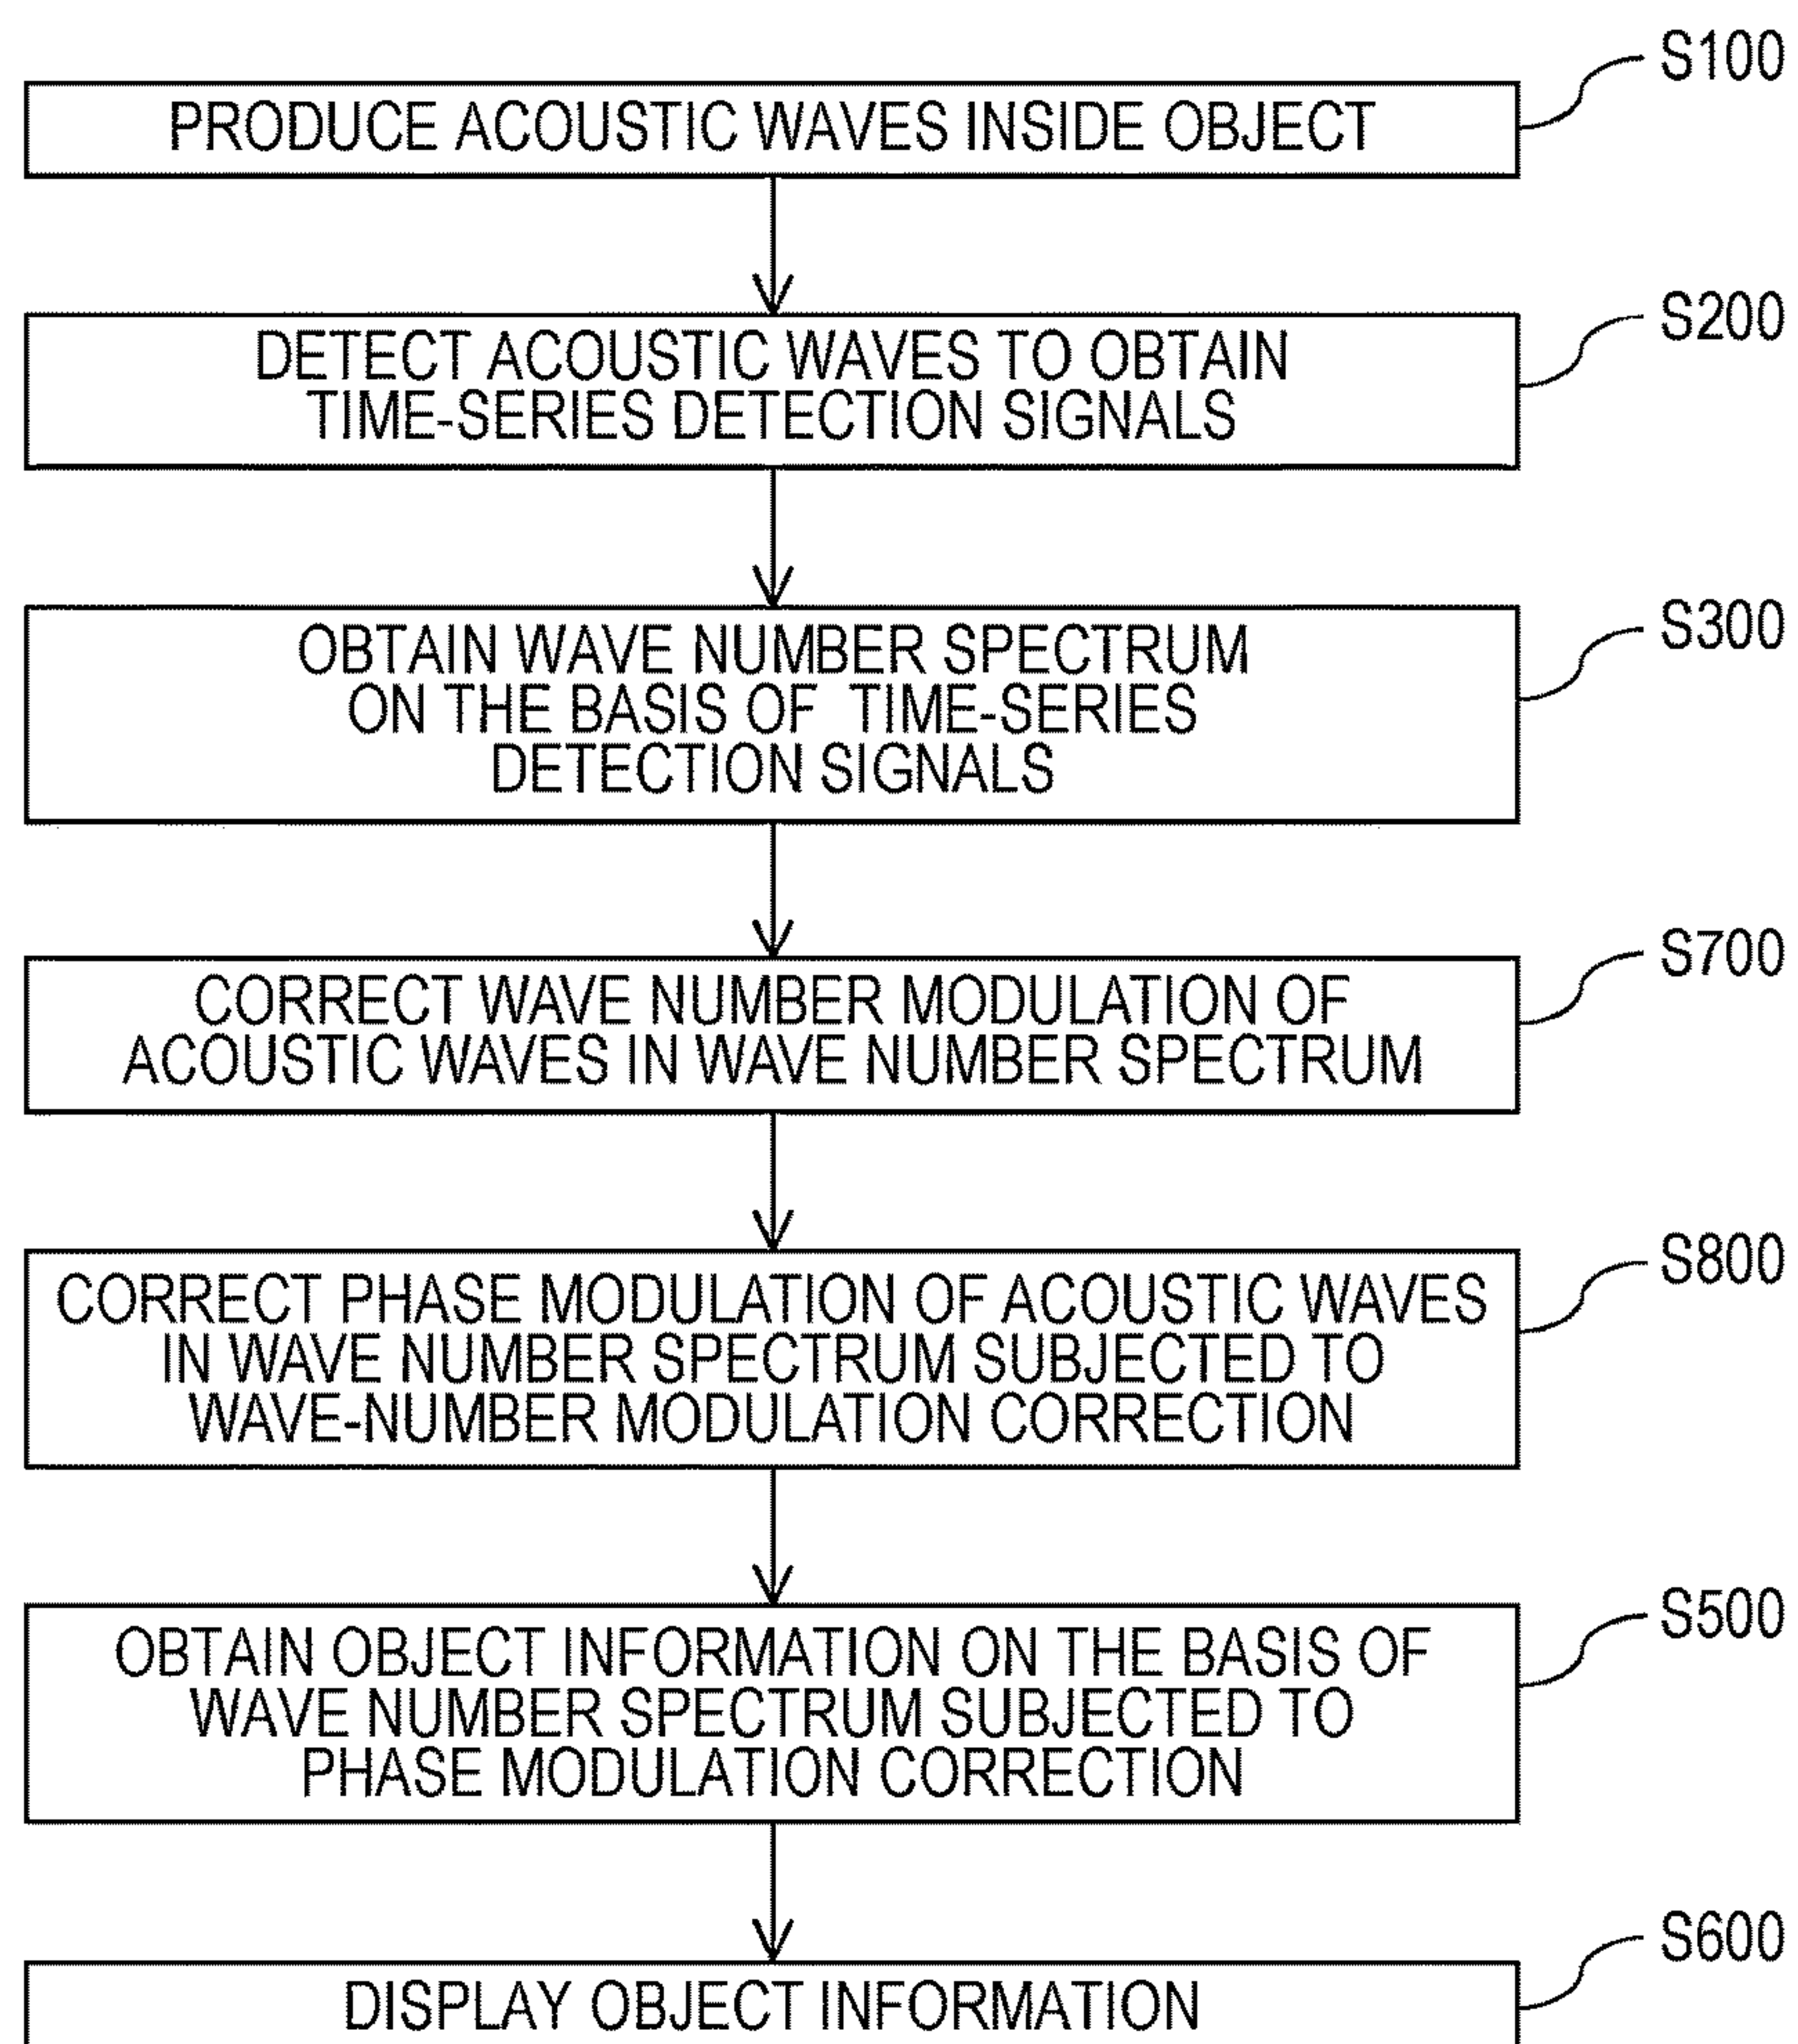 S100
PRODUCE ACOUSTIC WAVES INSIDE OBJECT
S200
DETECT ACOUSTIC WAVES TO OBTAIN
TIME-SERIES DETECTION SIGNALS
S300
OBTAIN WAVE NUMBER SPECTRUM
ON THE BASIS OF TIME-SERIES
DETECTION SIGNALS
S700
CORRECT WAVE NUMBER MODULATION OF
ACOUSTIC WAVES IN WAVE NUMBER SPECTRUM
S800
CORRECT PHASE MODULATION OF ACOUSTIC WAVES
IN WAVE NUMBER SPECTRUM SUBJECTED TO
WAVE-NUMBER MODULATION CORRECTION
S500
OBTAIN OBJECT INFORMATION ON THE BASIS OF
WAVE NUMBER SPECTRUM SUBJECTED TO
PHASE MODULATION CORRECTION
S600
DISPLAY OBJECT INFORMATION